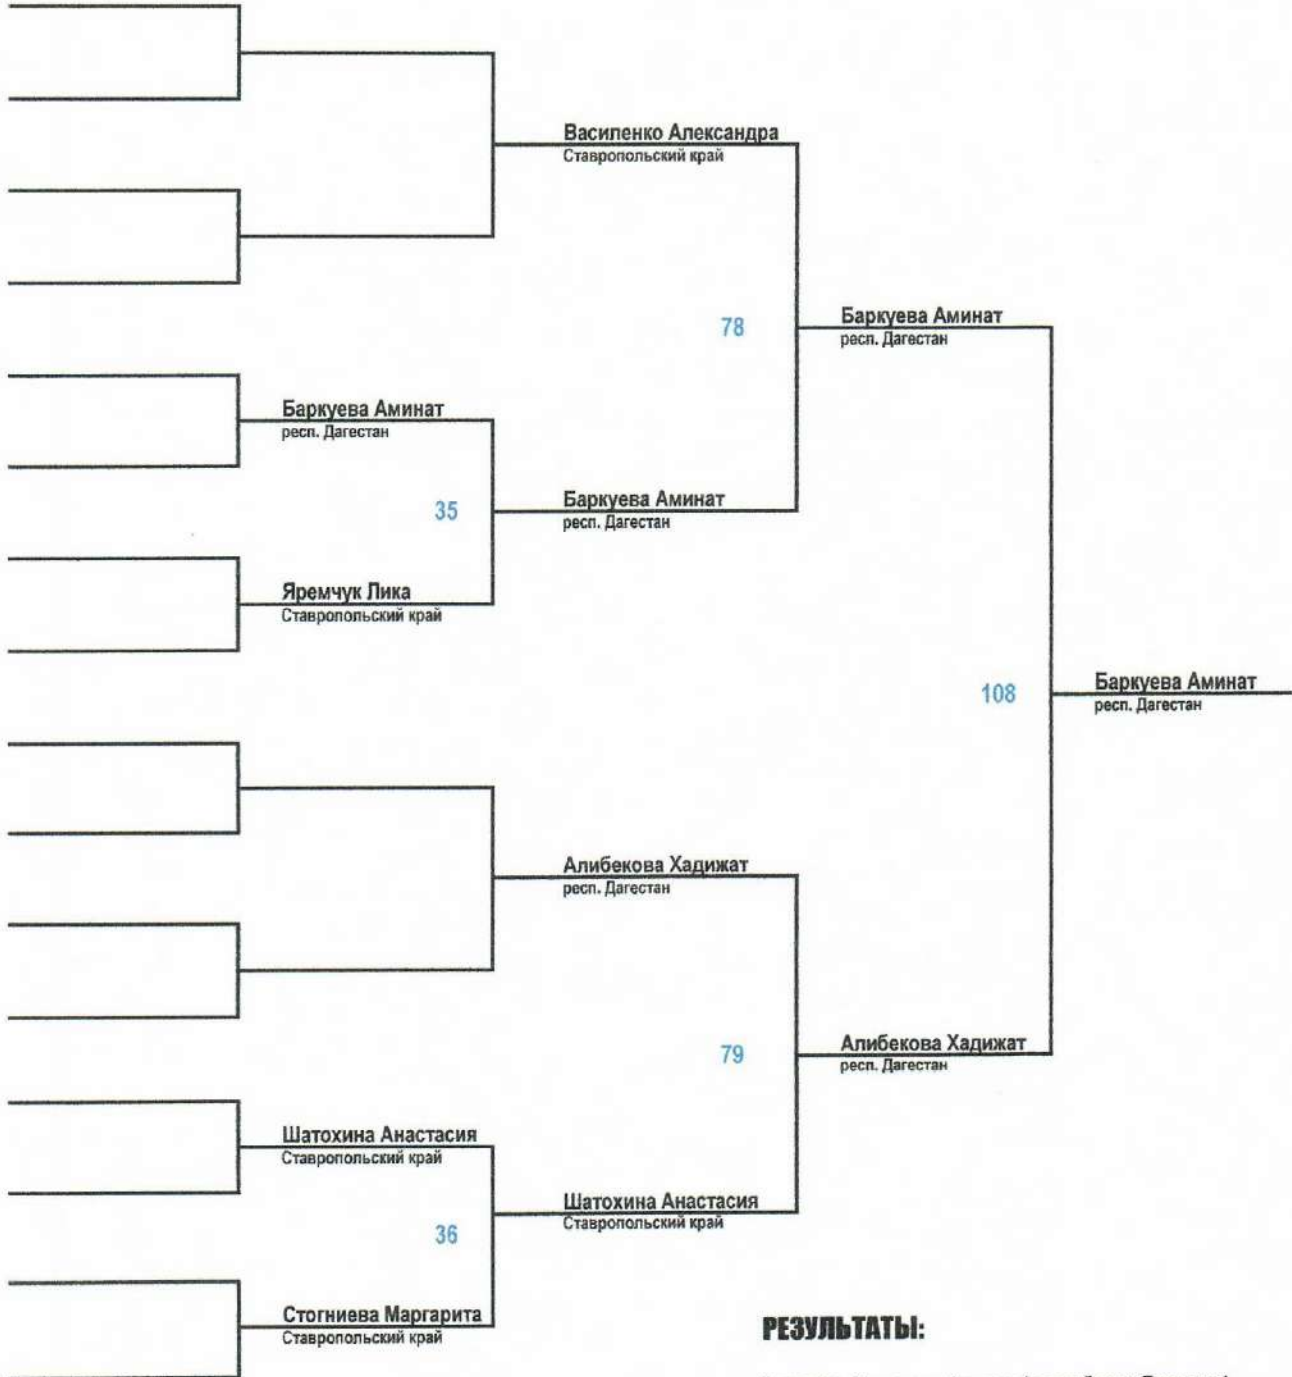 Василенко Александра
Ставропольский край
78
Баркуева Аминат
респ. Дагестан
Баркуева Аминат
респ. Дагестан
35
Баркуева Аминат
респ. Дагестан
Яремчук Лика
Ставропольский край
108
Баркуева Аминат
респ. Дагестан
Алибекова Хадижат
респ. Дагестан
79
Алибекова Хадижат
респ. Дагестан
Шатохина Анастасия
Ставропольский край
Шатохина Анастасия
Ставропольский край
36
Стогниева Маргарита
Ставропольский край
РЕЗУЛЬТАТЫ: